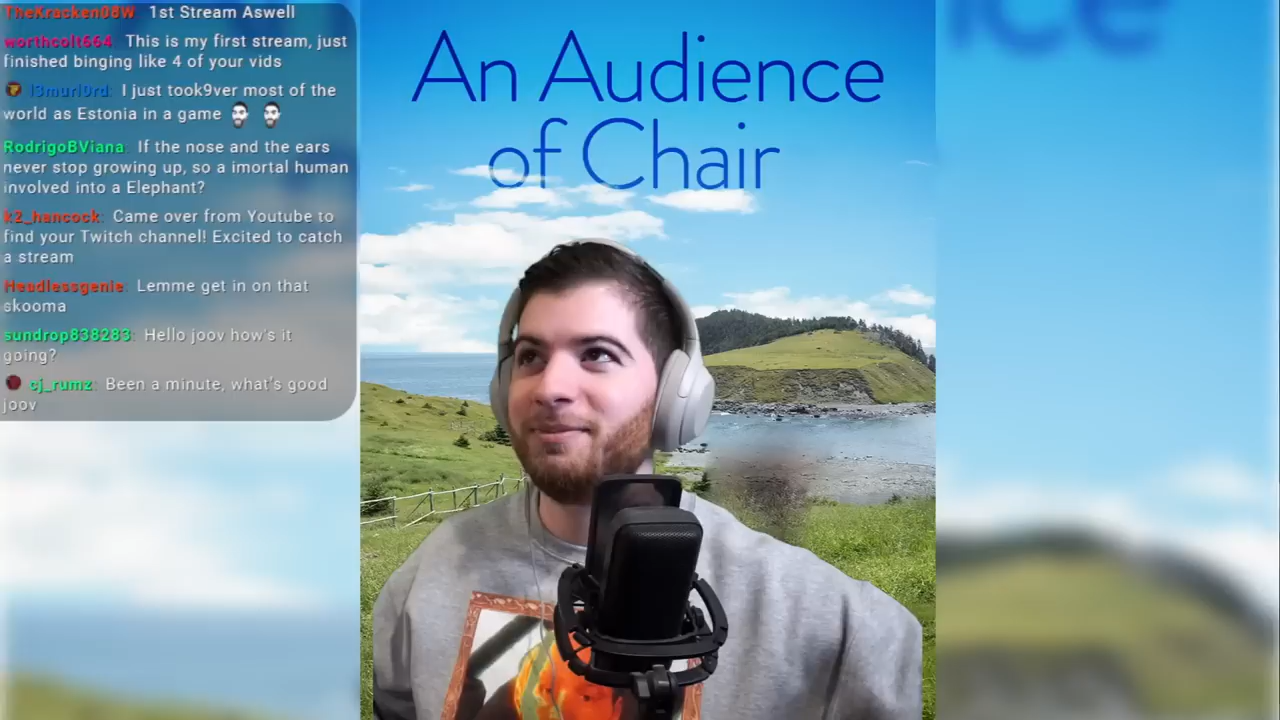 TheKracken08W: 1st Stream Aswell
worthcolt664: This is my first stream, just
finished binging like 4 of your vids
l3muri0rd: I just took9ver most of the
world as Estonia in a game
RodrigoBViana: If the nose and the ears
never stop growing up, so a imortal human
involved into a Elephant?
k2_hancock: Came over from Youtube to
find your Twitch channel! Excited to catch
a stream
Headlessgenie: Lemme get in on that
skooma
sundrop838283: Hello joov how's it
going?
cj_rumz: Been a minute, what's good
joov
An Audience
of Chair
ice